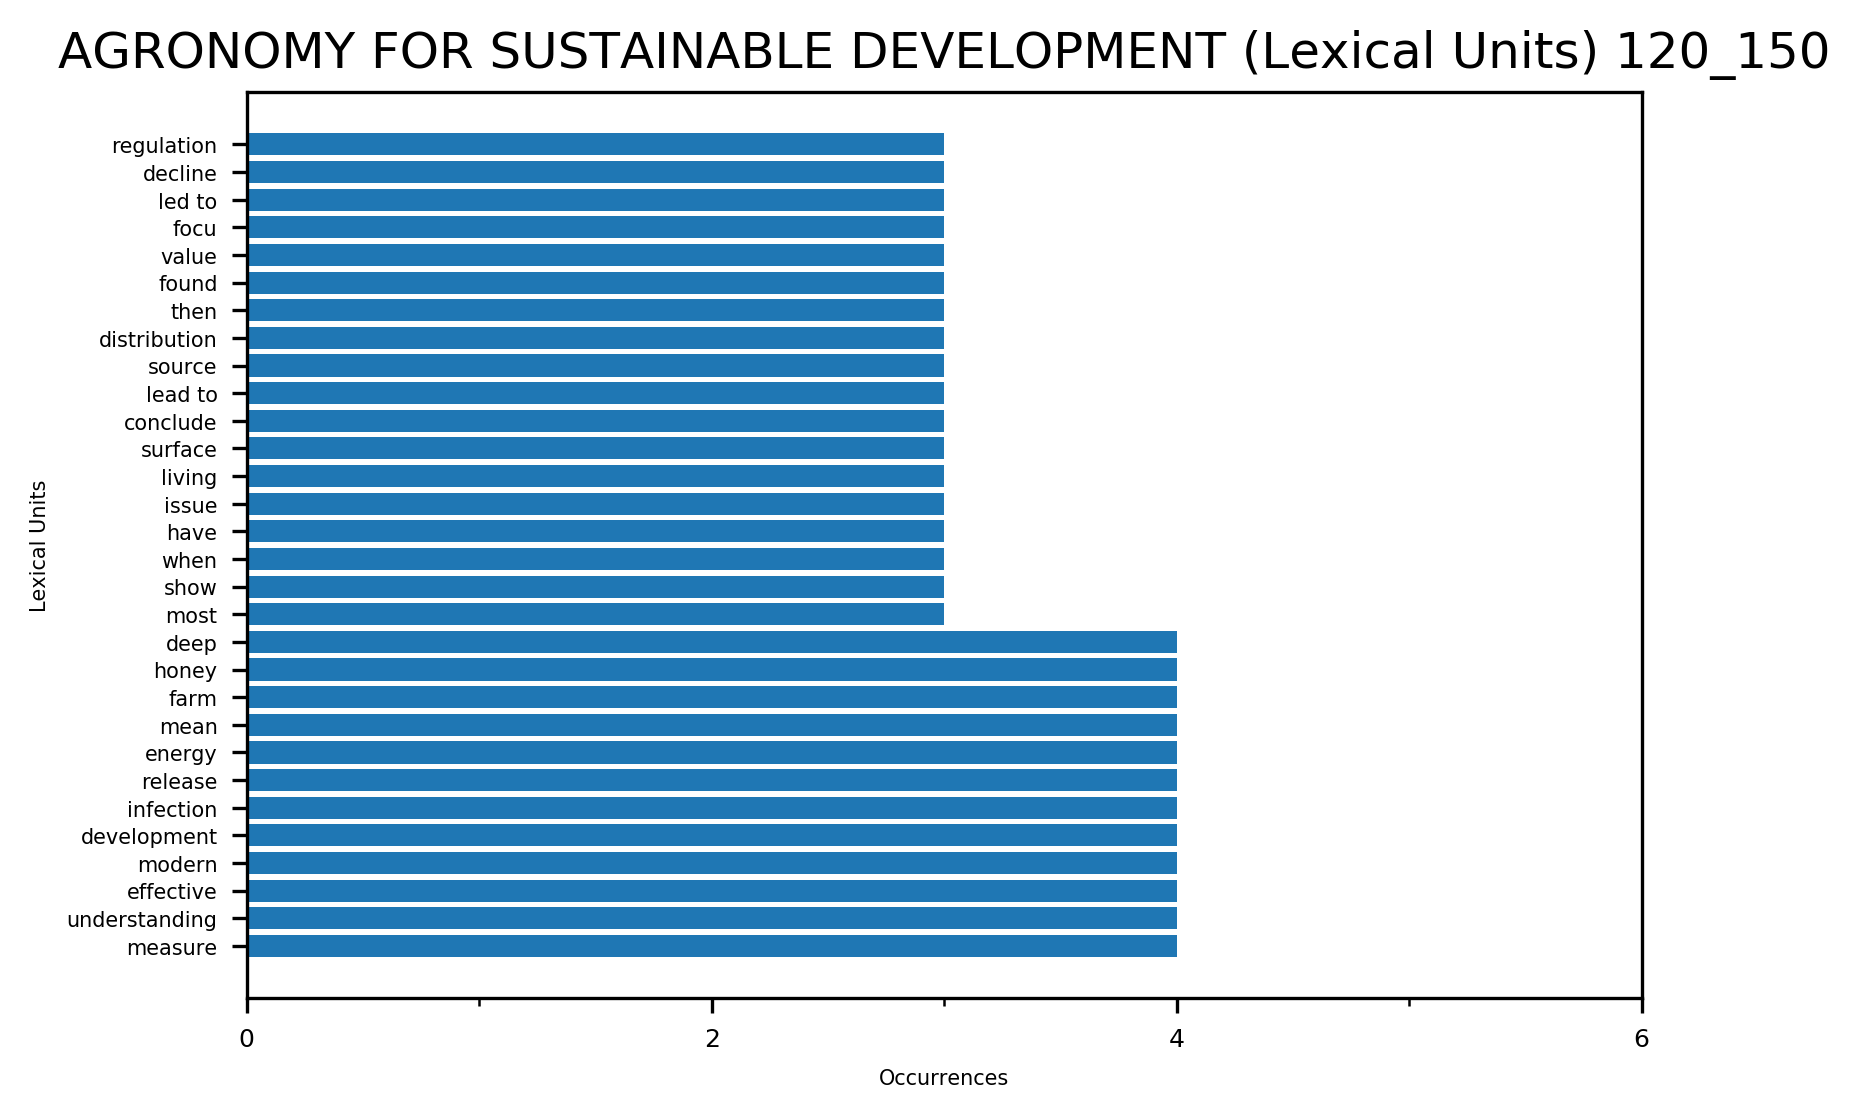 AGRONOMY FOR SUSTAINABLE DEVELOPMENT (Lexical Units) 120_150
Lexical Units
regulation
decline
led to
focu
value
found
then
distribution
source
lead to
conclude
surface
living
issue
have
when
show
most
deep
honey
farm
mean
energy
release
infection
development
modern
effective
understanding
measure
0 2 4 6
Occurrences